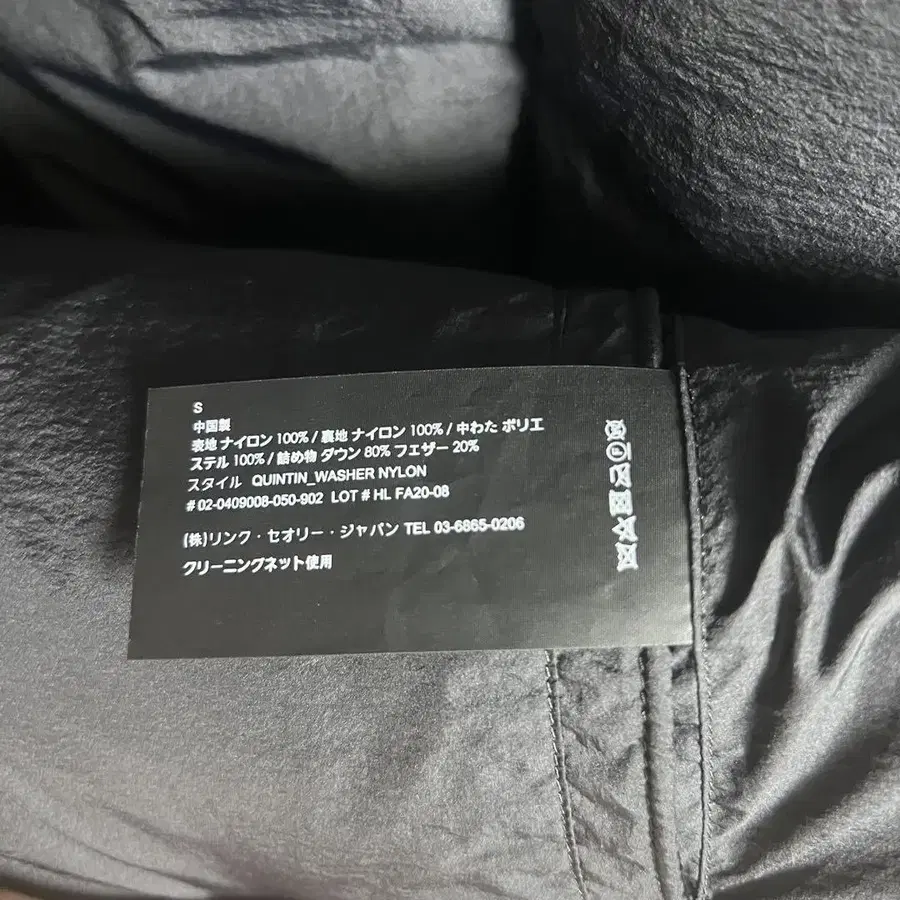 S
中国製
表地 ナイロン 100% / 裏地 ナイロン 100% / 中わた ポリエ
ステル 100% / 詰め物 ダウン 80% フェザー 20%
スタイル QUINTIN_WASHER NYLON
# 02-0409008-050-902 LOT # HL FA20-08
(株)リンク・セオリー・ジャパン TEL 03-6865-0206
クリーニングネット使用